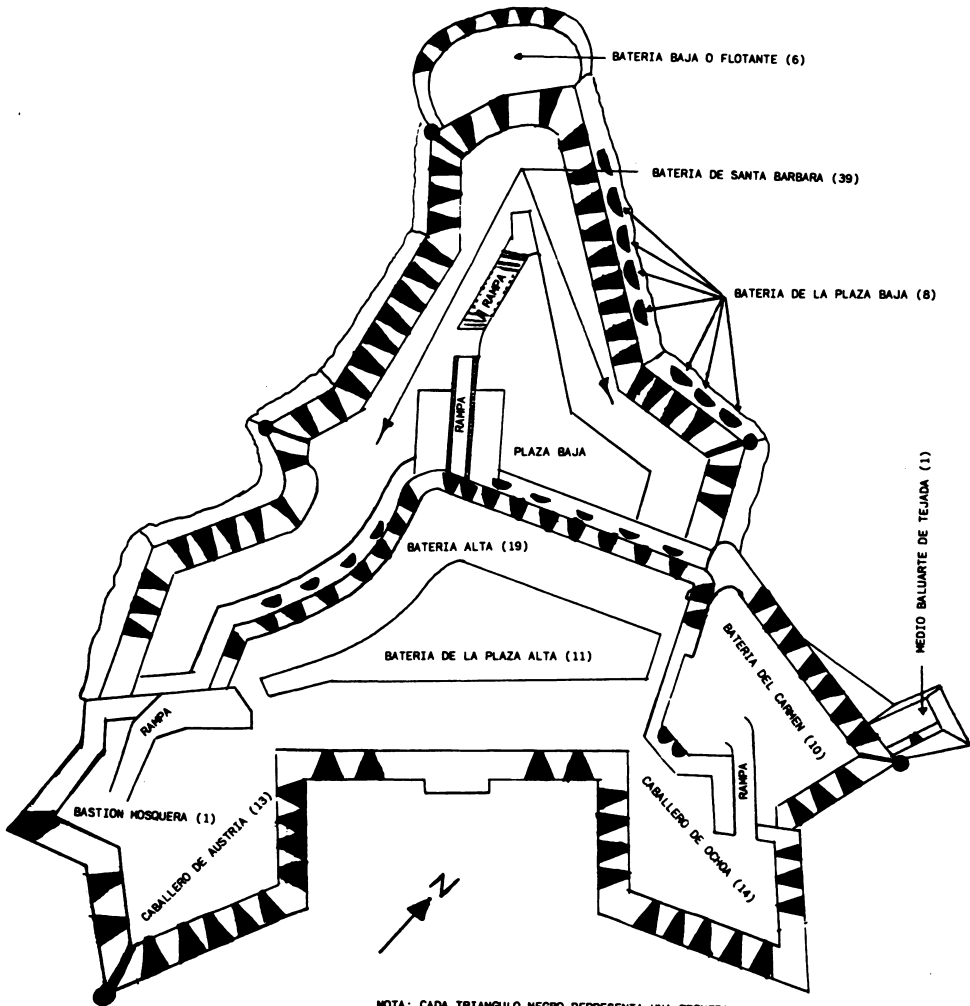 BATERIA BAJA O FLOTANTE (6)
BATERIA DE SANTA BARBARA (39)
RAMPA
BATERIA DE LA PLAZA BAJA (8)
RAMPA
PLAZA BAJA
MEDIO BALUARTE DE TEJADA (1)
BATERIA ALTA (19)
BATERIA DE LA PLAZA ALTA (11)
BATERIA DEL CARMEN (10)
RAMPA
RAMPA
BASTION MOSQUERA (1)
CABALLERO DE AUSTRIA (13)
CABALLERO DE OCHOA (14)
N
NOTA: CADA TRIANGULO NEGRO REPRESENTA UNA